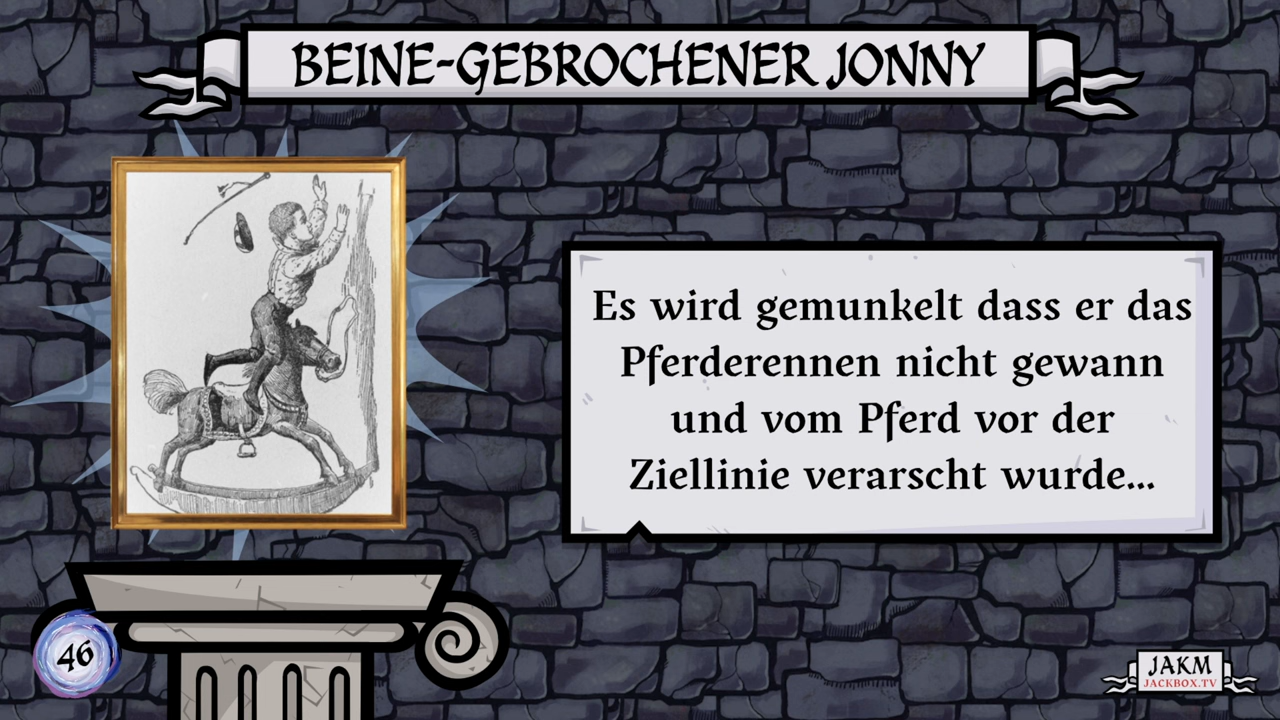 BEINE-GEBROCHENER JONNY
Es wird gemunkelt dass er das
Pferderennen nicht gewann
und vom Pferd vor der
Ziellinie verarscht wurde...
46
JAKM
JACKBOX.TV